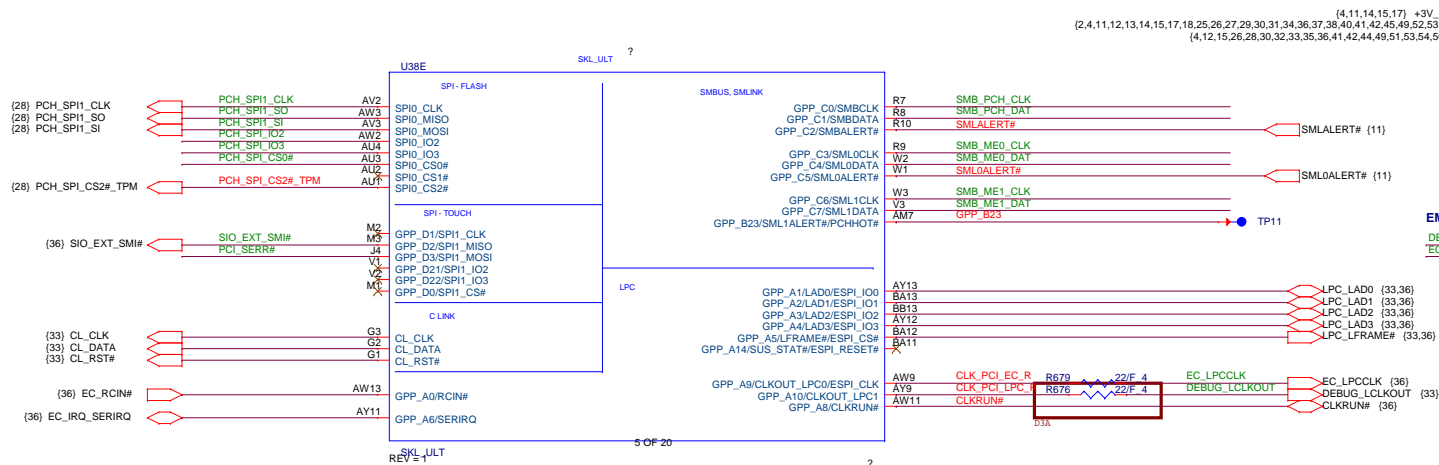 {4,11,14,15,17} +3V_
{2,4,11,12,13,14,15,17,18,25,26,27,29,30,31,34,36,37,38,40,41,42,45,49,52,53
{4,12,15,26,28,30,32,33,35,36,41,42,44,49,51,53,54,5
?
SKL_ULT
U38E
SPI - FLASH
SMBUS, SMLINK
{28} PCH_SPI1_CLK PCH_SPI1_CLK AV2 SPI0_CLK
{28} PCH_SPI1_SO PCH_SPI1_SO AW3 SPI0_MISO
{28} PCH_SPI1_SI PCH_SPI1_SI AV3 SPI0_MOSI
PCH_SPI_IO2 AW2 SPI0_IO2
PCH_SPI_IO3 AU4 SPI0_IO3
PCH_SPI_CS0# AU3 SPI0_CS0#
AU2 SPI0_CS1#
{28} PCH_SPI_CS2#_TPM PCH_SPI_CS2#_TPM AU1 SPI0_CS2#
GPP_C0/SMBCLK R7 SMB_PCH_CLK
GPP_C1/SMBDATA R8 SMB_PCH_DAT
GPP_C2/SMBALERT# R10 SMLALERT# SMLALERT# {11}
GPP_C3/SML0CLK R9 SMB_ME0_CLK
GPP_C4/SML0DATA W2 SMB_ME0_DAT
GPP_C5/SML0ALERT# W1 SML0ALERT# SML0ALERT# {11}
GPP_C6/SML1CLK W3 SMB_ME1_CLK
GPP_C7/SML1DATA V3 SMB_ME1_DAT
GPP_B23/SML1ALERT#/PCHHOT# AM7 GPP_B23 TP11
SPI - TOUCH
M2 GPP_D1/SPI1_CLK
{36} SIO_EXT_SMI# SIO_EXT_SMI# M3 GPP_D2/SPI1_MISO
PCI_SERR# J4 GPP_D3/SPI1_MOSI
V1 GPP_D21/SPI1_IO2
V2 GPP_D22/SPI1_IO3
M1 GPP_D0/SPI1_CS#
LPC
GPP_A1/LAD0/ESPI_IO0 AY13 LPC_LAD0 {33,36}
GPP_A2/LAD1/ESPI_IO1 BA13 LPC_LAD1 {33,36}
GPP_A3/LAD2/ESPI_IO2 BB13 LPC_LAD2 {33,36}
GPP_A4/LAD3/ESPI_IO3 AY12 LPC_LAD3 {33,36}
GPP_A5/LFRAME#/ESPI_CS# BA12 LPC_LFRAME# {33,36}
GPP_A14/SUS_STAT#/ESPI_RESET# BA11
C LINK
{33} CL_CLK G3 CL_CLK
{33} CL_DATA G2 CL_DATA
{33} CL_RST# G1 CL_RST#
{36} EC_RCIN# AW13 GPP_A0/RCIN#
{36} EC_IRQ_SERIRQ AY11 GPP_A6/SERIRQ
GPP_A9/CLKOUT_LPC0/ESPI_CLK AW9 CLK_PCI_EC_R R679 22/F_4 EC_LPCCLK EC_LPCCLK {36}
GPP_A10/CLKOUT_LPC1 AY9 CLK_PCI_LPC_R R676 22/F_4 DEBUG_LCLKOUT DEBUG_LCLKOUT {33}
GPP_A8/CLKRUN# AW11 CLKRUN# CLKRUN# {36}
D3A
5 OF 20
SKL_ULT
REV = 1
?